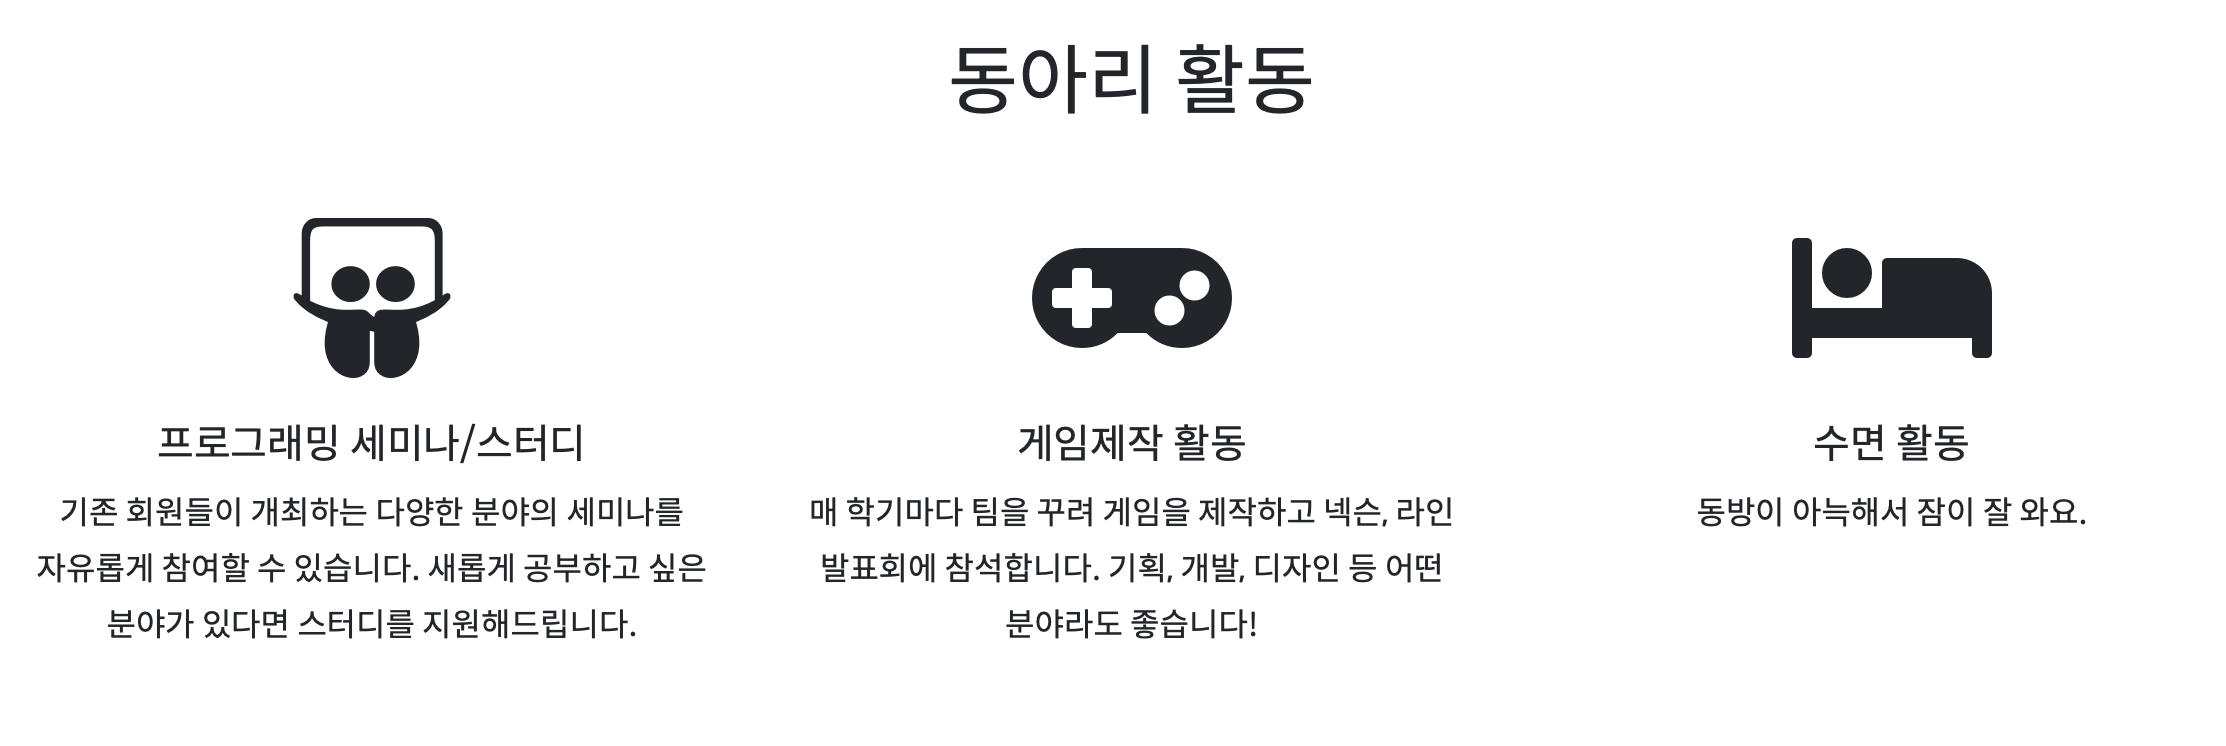 동아리 활동
프로그래밍 세미나/스터디
기존 회원들이 개최하는 다양한 분야의 세미나를
자유롭게 참여할 수 있습니다. 새롭게 공부하고 싶은
분야가 있다면 스터디를 지원해드립니다.
게임제작 활동
매 학기마다 팀을 꾸려 게임을 제작하고 넥슨, 라인
발표회에 참석합니다. 기획, 개발, 디자인 등 어떤
분야라도 좋습니다!
수면 활동
동방이 아늑해서 잠이 잘 와요.